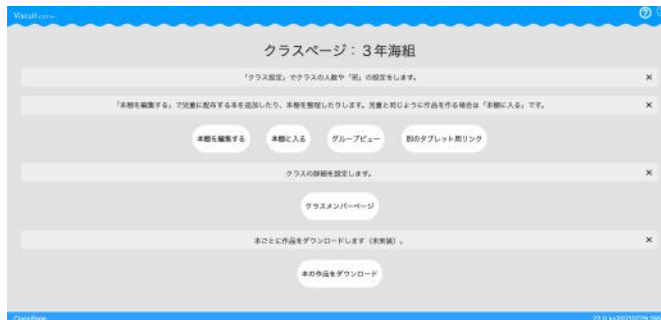 Viscuit
?
クラスページ：３年海組
「クラス設定」でクラスの人数や「班」の設定をします。 ×
「本棚を編集する」で児童に配布する本を追加したり、本棚を整理したりします。児童と同じように作品を作る場合は「本棚に入る」です。 ×
本棚を編集する 本棚に入る グループビュー 別のタブレット用リンク
クラスの詳細を設定します。 ×
クラスメンバーページ
本ごとに作品をダウンロードします（未実装）。 ×
本の作品をダウンロード
ClassPage